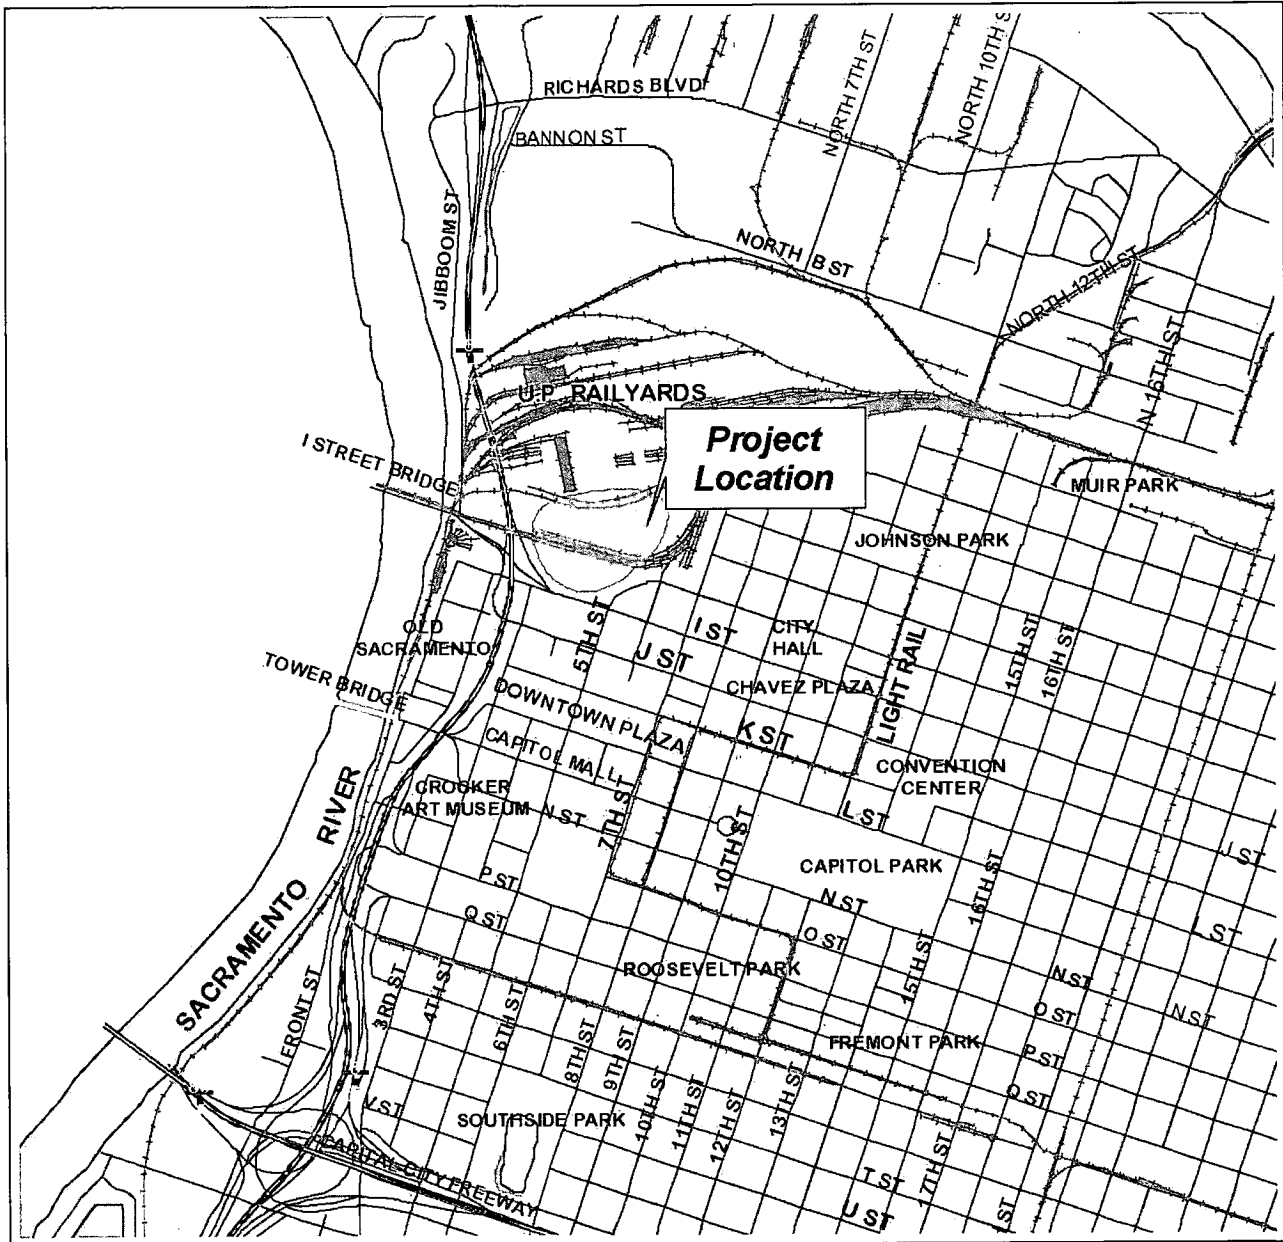 RICHARDS BLVD
NORTH 7TH ST
NORTH 10TH S
BANNON ST
JIBBOOM ST
NORTH B ST
NORTH 12TH ST
N 16TH ST
U.P. RAILYARDS
Project
Location
I STREET BRIDGE
MUIR PARK
JOHNSON PARK
OLD
SACRAMENTO
5TH ST
I ST
J ST
CITY
HALL
15TH ST
16TH ST
LIGHT RAIL
TOWER BRIDGE
DOWNTOWN PLAZA
CHAVEZ PLAZA
K ST
CAPITOL MALL
CONVENTION
CENTER
CROCKER
ART MUSEUM
N ST
7TH ST
10TH ST
L ST
J ST
CAPITOL PARK
SACRAMENTO RIVER
P ST
Q ST
N ST
O ST
16TH ST
15TH ST
L ST
ROOSEVELT PARK
N ST
N ST
O ST
P ST
Q ST
FRONT ST
3RD ST
4TH ST
6TH ST
8TH ST
9TH ST
10TH ST
11TH ST
12TH ST
13TH ST
FREMONT PARK
V ST
SOUTHSIDE PARK
CAPITAL CITY FREEWAY
T ST
U ST
17TH ST